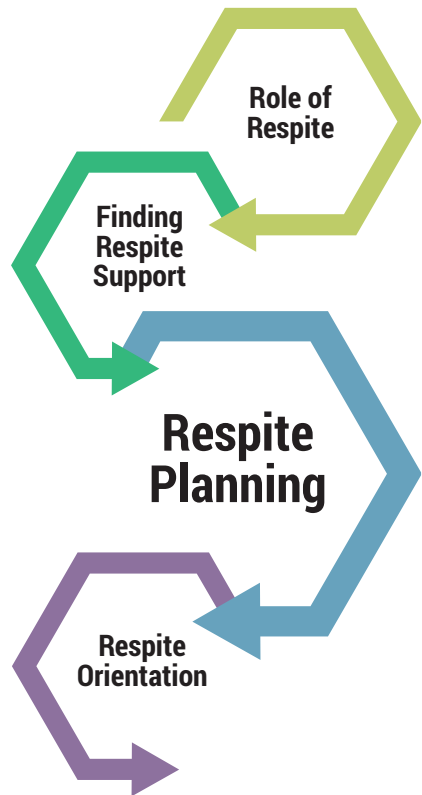 Role of
Respite
Finding
Respite
Support
Respite
Planning
Respite
Orientation